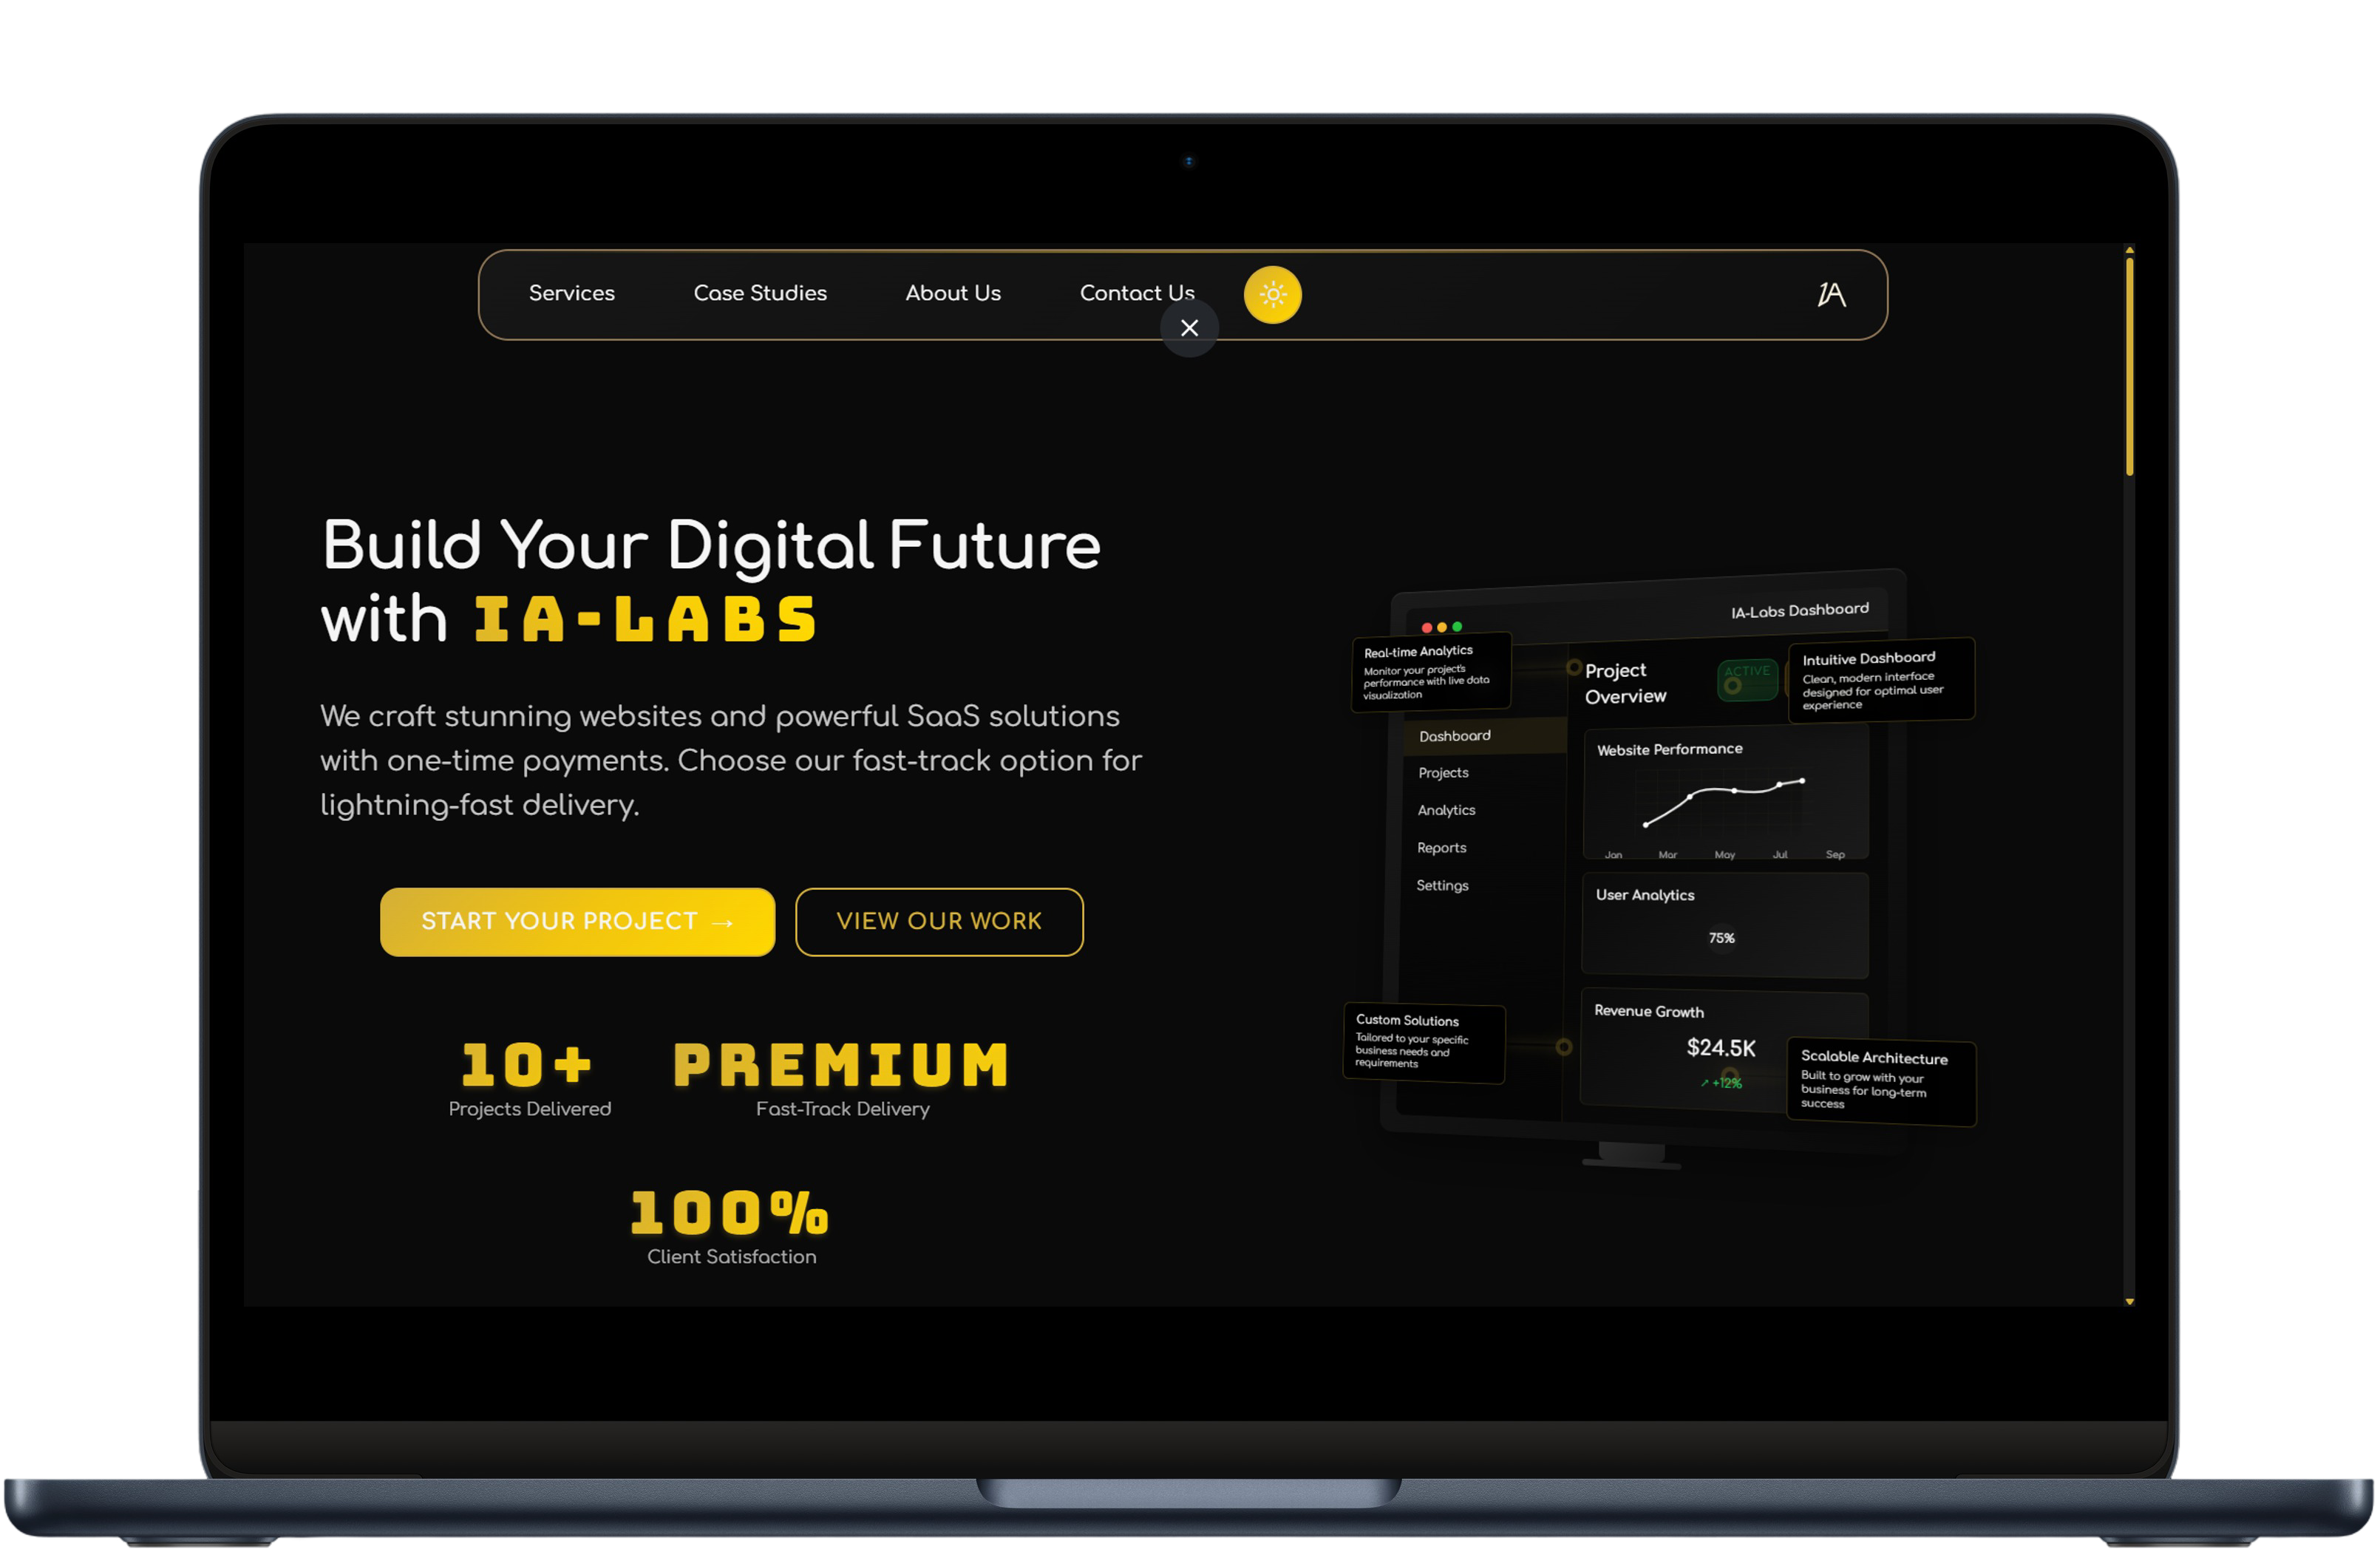 Services
Case Studies
About Us
Contact Us
IA
Build Your Digital Future
with IA-LABS
We craft stunning websites and powerful SaaS solutions
with one-time payments. Choose our fast-track option for
lightning-fast delivery.
START YOUR PROJECT →
VIEW OUR WORK
10+
Projects Delivered
PREMIUM
Fast-Track Delivery
100%
Client Satisfaction
IA-Labs Dashboard
Real-time Analytics
Monitor your project's
performance with live data
visualization
Project
Overview
ACTIVE
Intuitive Dashboard
Clean, modern interface
designed for optimal user
experience
Dashboard
Projects
Analytics
Reports
Settings
Website Performance
Jan Mar May Jul Sep
User Analytics
75%
Revenue Growth
$24.5K
↗ +12%
Custom Solutions
Tailored to your specific
business needs and
requirements
Scalable Architecture
Built to grow with your
business for long-term
success